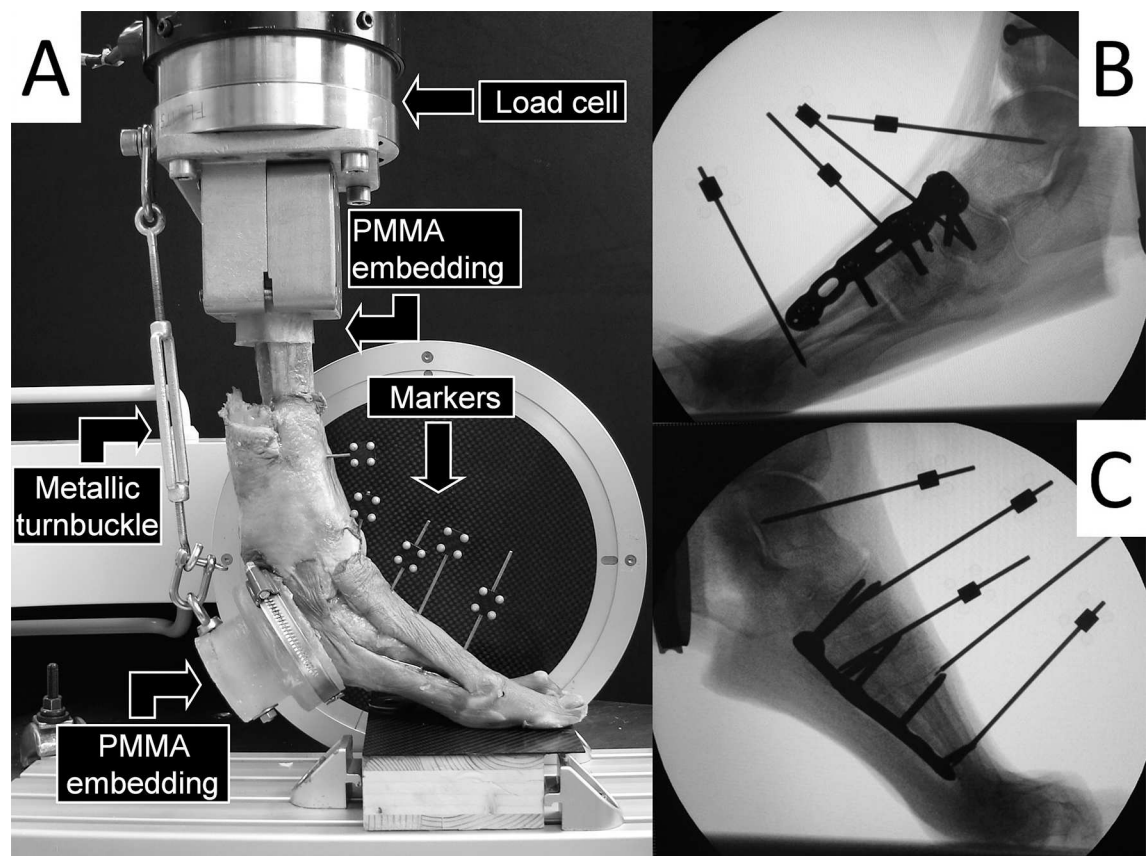 A
Load cell
PMMA
embedding
Markers
Metallic
turnbuckle
PMMA
embedding
B
C